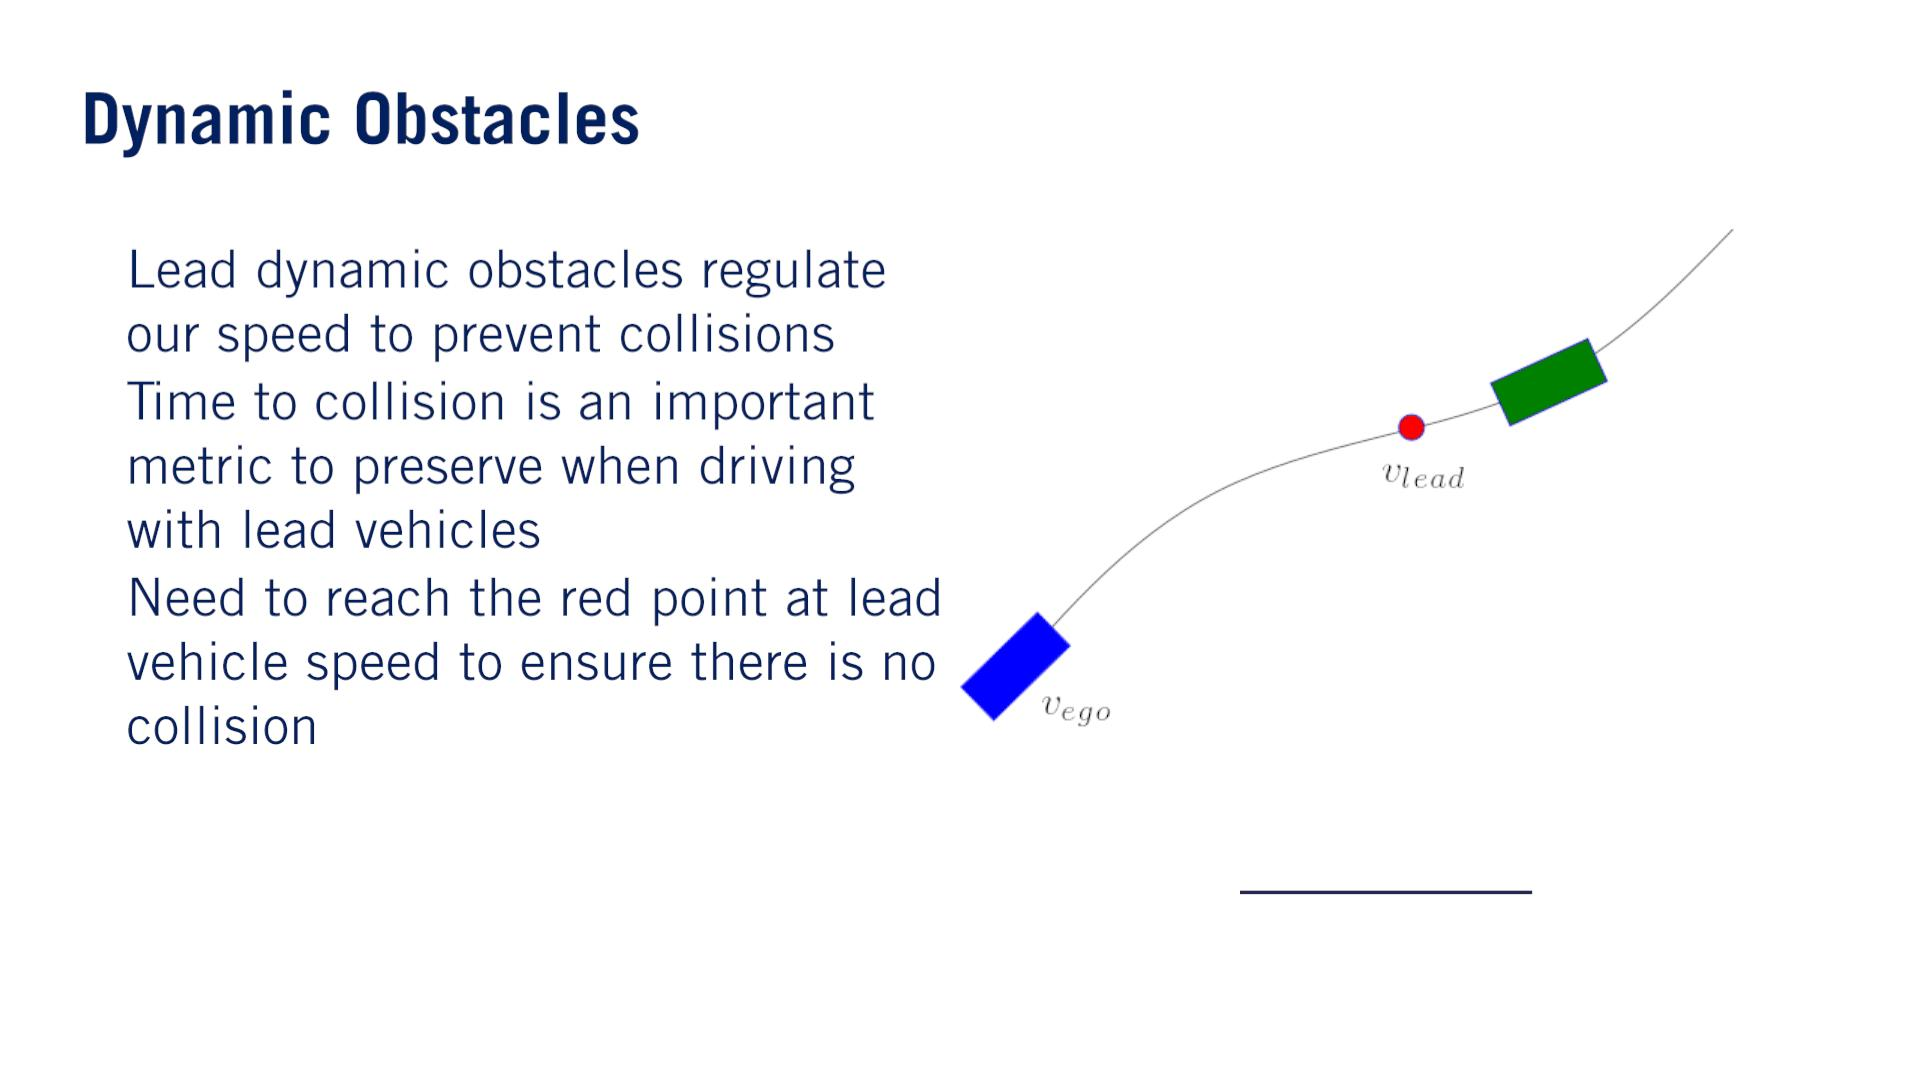 Dynamic Obstacles
Lead dynamic obstacles regulate
our speed to prevent collisions
Time to collision is an important
metric to preserve when driving
with lead vehicles
Need to reach the red point at lead
vehicle speed to ensure there is no
collision
v_lead
v_ego